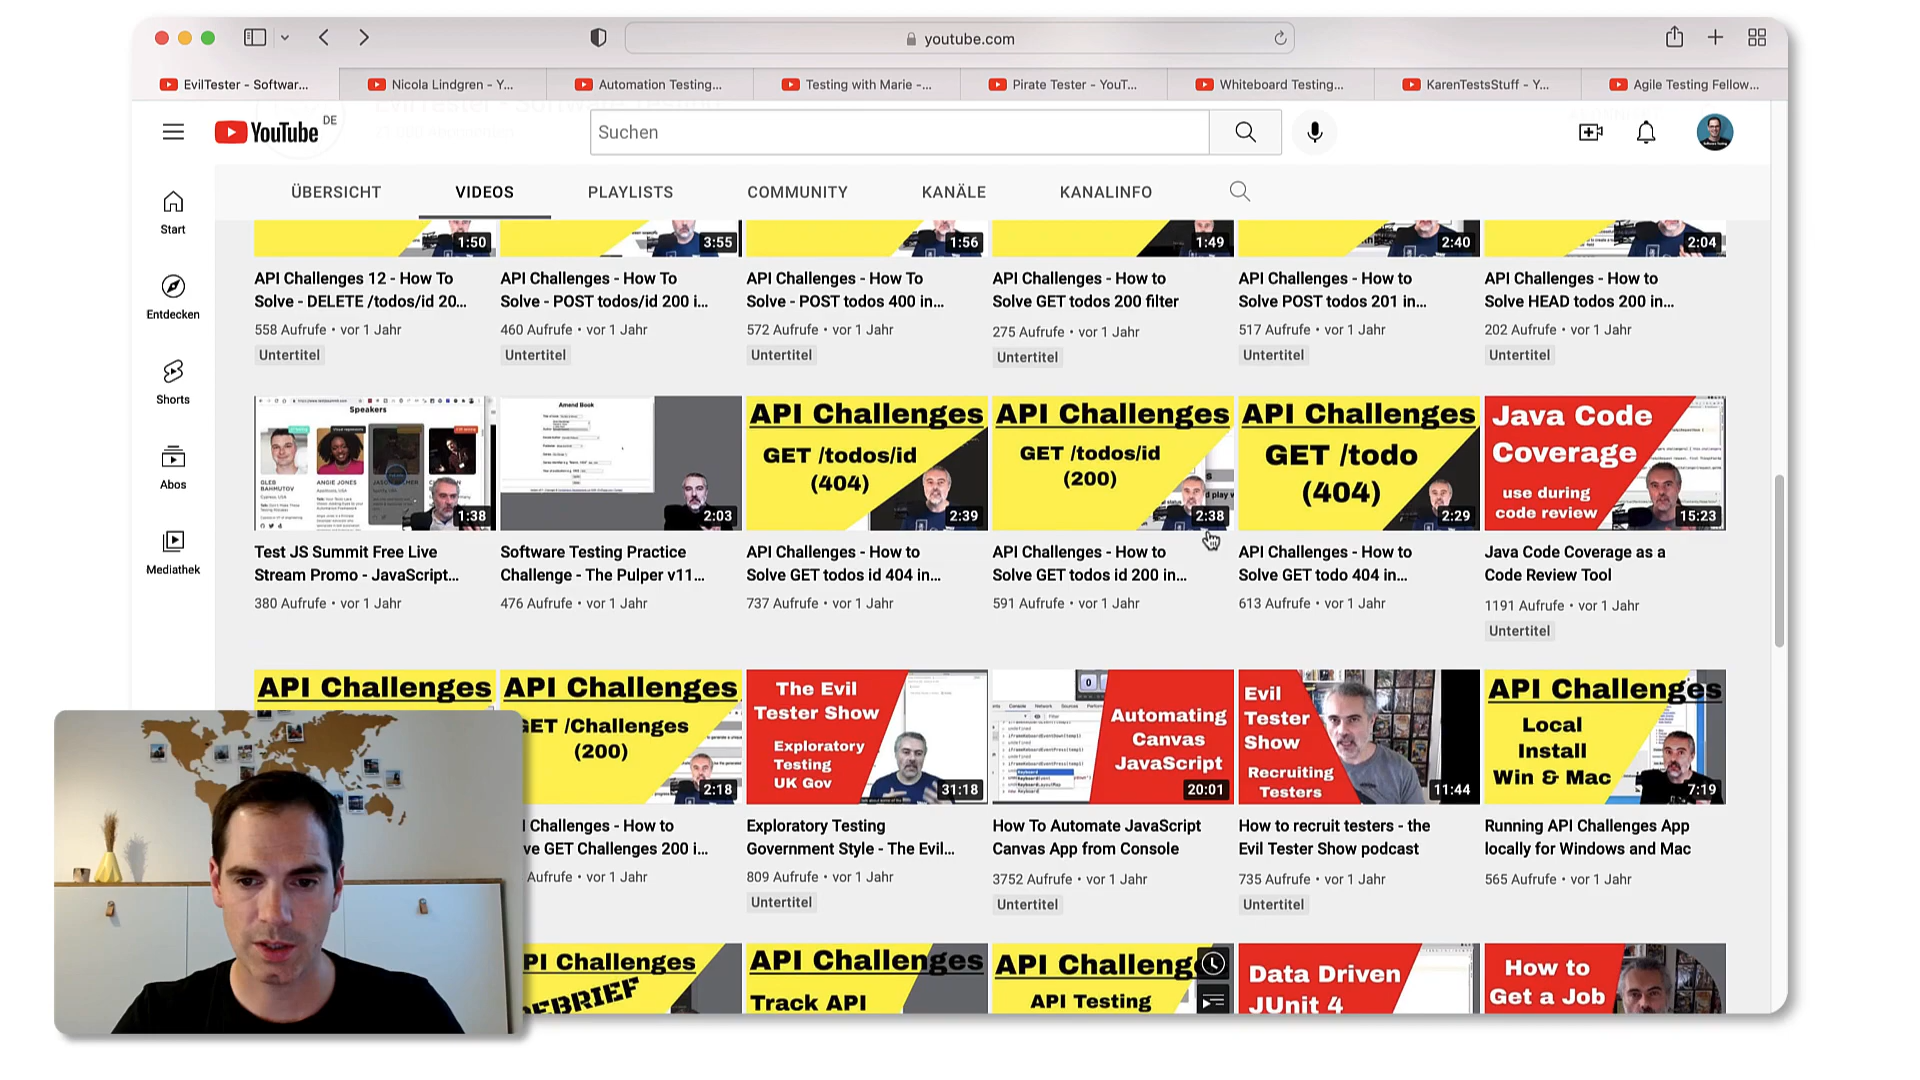 youtube.com
EvilTester - Softwar...
Nicola Lindgren - Y...
Automation Testing...
Testing with Marie -...
Pirate Tester - YouT...
Whiteboard Testing...
KarenTestsStuff - Y...
Agile Testing Fellow...
YouTube DE
Suchen
ÜBERSICHT
VIDEOS
PLAYLISTS
COMMUNITY
KANÄLE
KANALINFO
Start
Entdecken
Shorts
Abos
Mediathek
1:50
3:55
1:56
1:49
2:40
2:04
API Challenges 12 - How To
Solve - DELETE /todos/id 20...
558 Aufrufe • vor 1 Jahr
Untertitel
API Challenges - How To
Solve - POST todos/id 200 i...
460 Aufrufe • vor 1 Jahr
Untertitel
API Challenges - How To
Solve - POST todos 400 in...
572 Aufrufe • vor 1 Jahr
Untertitel
API Challenges - How to
Solve GET todos 200 filter
275 Aufrufe • vor 1 Jahr
Untertitel
API Challenges - How to
Solve POST todos 201 in...
517 Aufrufe • vor 1 Jahr
Untertitel
API Challenges - How to
Solve HEAD todos 200 in...
202 Aufrufe • vor 1 Jahr
Untertitel
Speakers
GLEB
ANGIE JONES
1:38
Test JS Summit Free Live
Stream Promo - JavaScript...
380 Aufrufe • vor 1 Jahr
Amend Book
2:03
Software Testing Practice
Challenge - The Pulper v11...
476 Aufrufe • vor 1 Jahr
API Challenges
GET /todos/id
(404)
2:39
API Challenges - How to
Solve GET todos id 404 in...
737 Aufrufe • vor 1 Jahr
API Challenges
GET /todos/id
(200)
2:38
API Challenges - How to
Solve GET todos id 200 in...
591 Aufrufe • vor 1 Jahr
API Challenges
GET /todo
(404)
2:29
API Challenges - How to
Solve GET todo 404 in...
613 Aufrufe • vor 1 Jahr
Java Code
Coverage
use during
code review
15:23
Java Code Coverage as a
Code Review Tool
1191 Aufrufe • vor 1 Jahr
Untertitel
API Challenges
API Challenges
GET /Challenges
(200)
2:18
l Challenges - How to
ve GET Challenges 200 i...
Aufrufe • vor 1 Jahr
The Evil
Tester Show
Exploratory
Testing
UK Gov
31:18
Exploratory Testing
Government Style - The Evil...
809 Aufrufe • vor 1 Jahr
Untertitel
Automating
Canvas
JavaScript
20:01
How To Automate JavaScript
Canvas App from Console
3752 Aufrufe • vor 1 Jahr
Untertitel
Evil
Tester
Show
Recruiting
Testers
11:44
How to recruit testers - the
Evil Tester Show podcast
735 Aufrufe • vor 1 Jahr
Untertitel
API Challenges
Local
Install
Win & Mac
7:19
Running API Challenges App
locally for Windows and Mac
565 Aufrufe • vor 1 Jahr
PI Challenges
DEBRIEF
API Challenges
Track API
API Challeng
API Testing
Data Driven
JUnit 4
How to
Get a Job